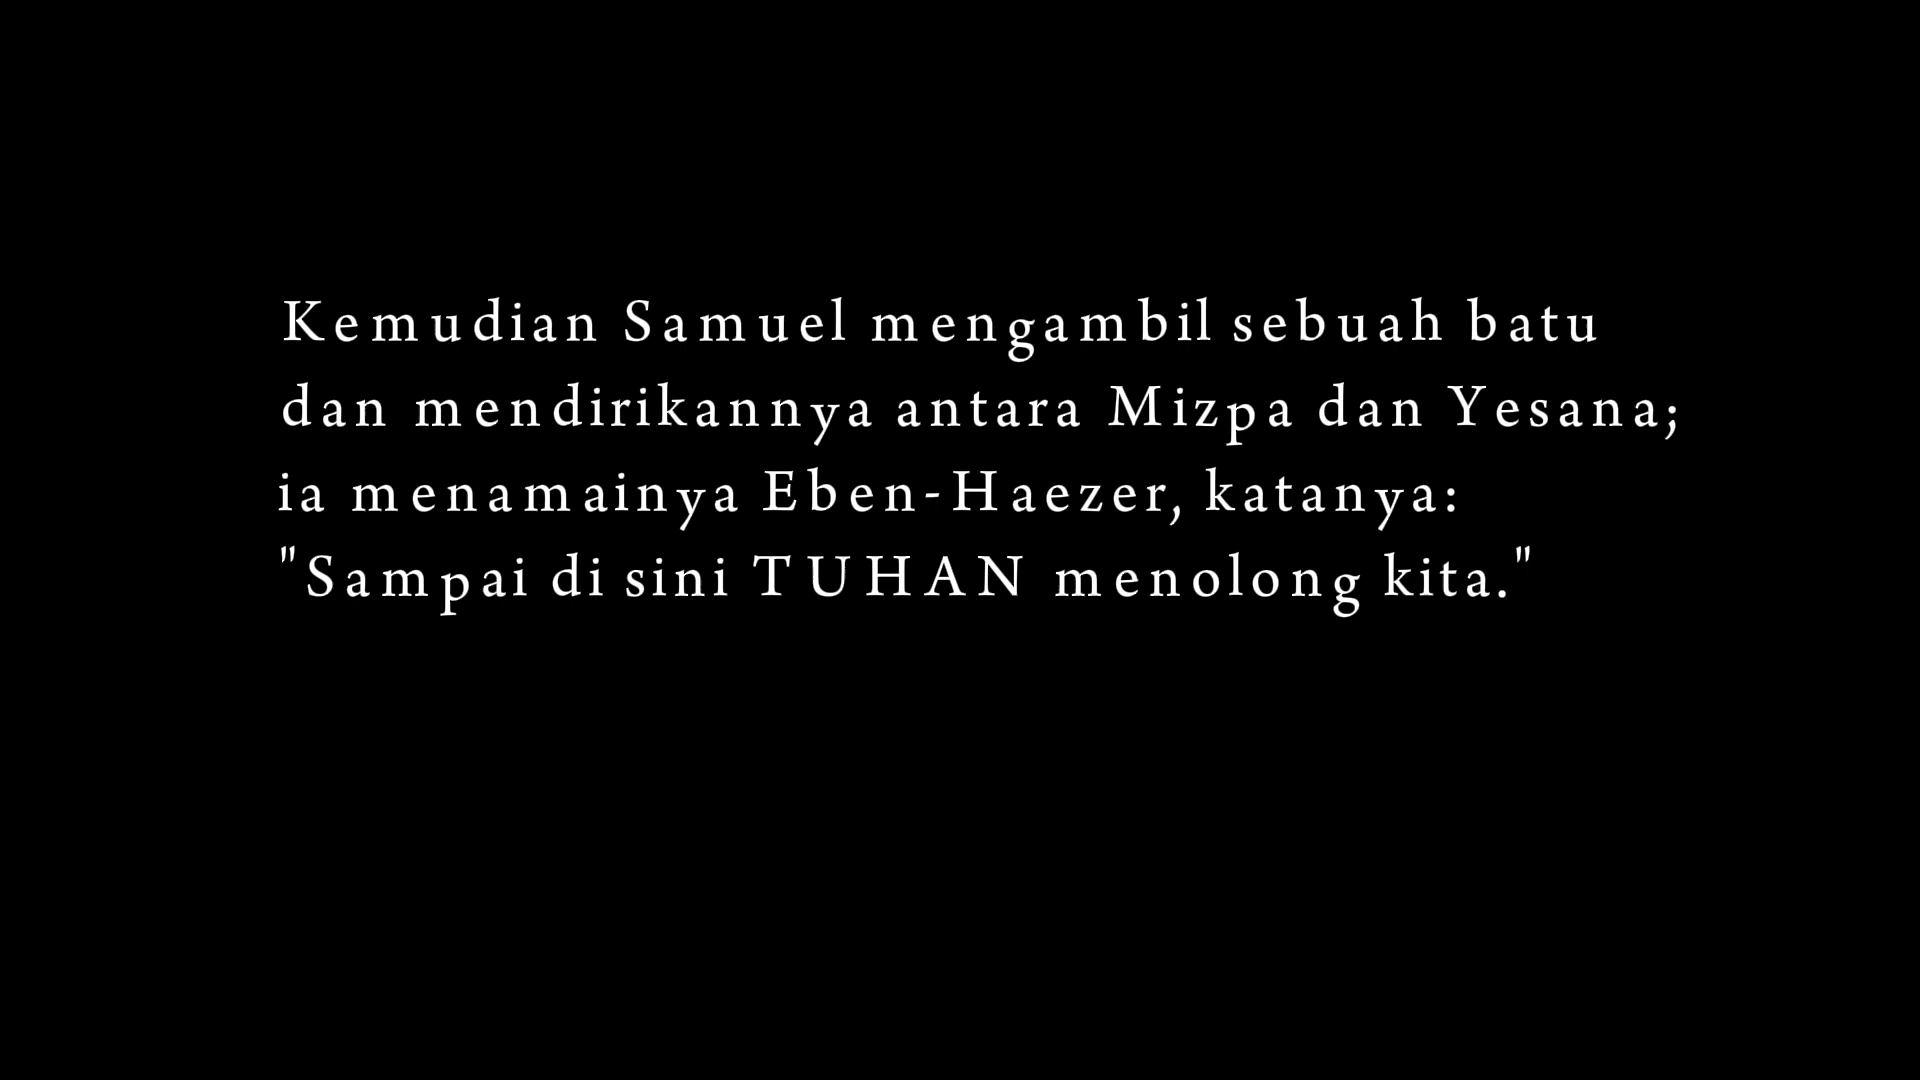 Kemudian Samuel mengambil sebuah batu
dan mendirikannya antara Mizpa dan Yesana;
ia menamainya Eben-Haezer, katanya:
"Sampai di sini TUHAN menolong kita."